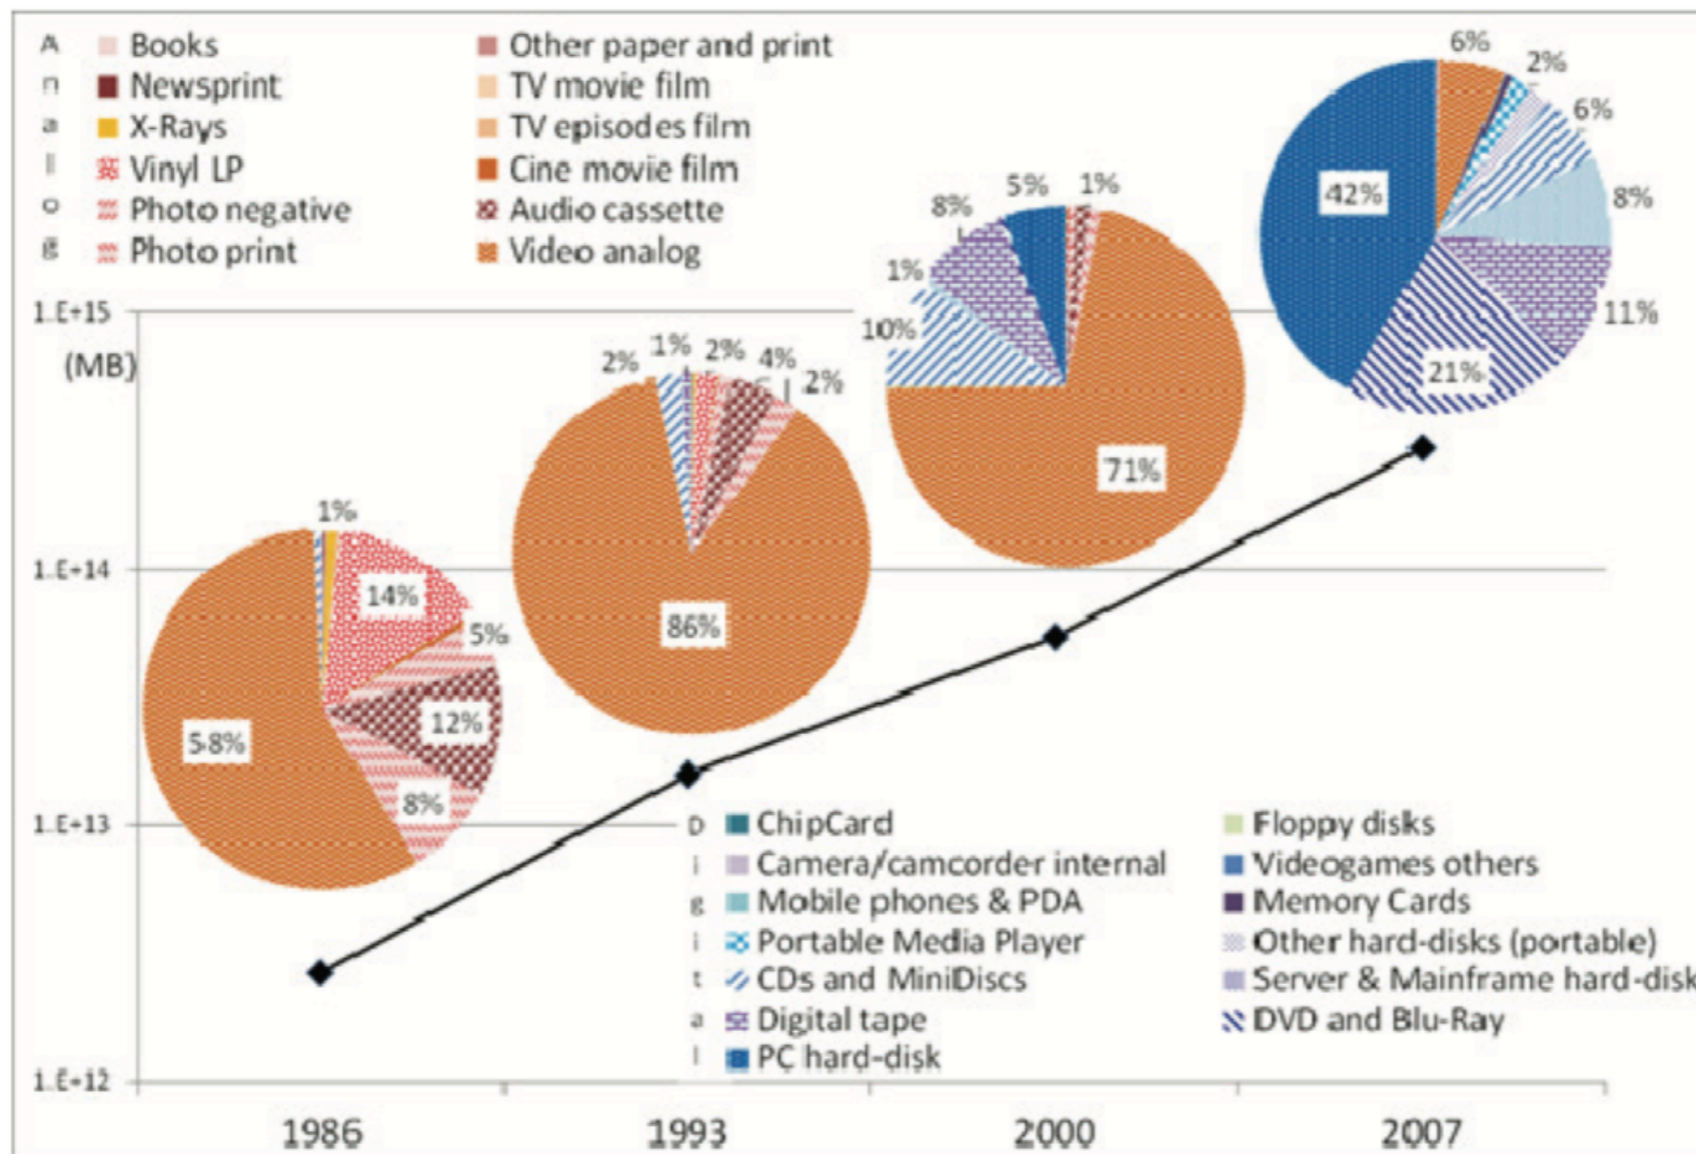 A Books Other paper and print
n Newsprint TV movie film
a X-Rays TV episodes film
l Vinyl LP Cine movie film
o Photo negative Audio cassette
g Photo print Video analog
6%
2%
6%
42%
8%
11%
21%
5% 1%
8%
1%
10%
71%
1.E+15
(MB)
2% 1% 2% 4% 2%
86%
1.E+14
1%
14%
5%
12%
58%
8%
1.E+13
D ChipCard Floppy disks
i Camera/camcorder internal Videogames others
g Mobile phones & PDA Memory Cards
i Portable Media Player Other hard-disks (portable)
t CDs and MiniDiscs Server & Mainframe hard-disk
a Digital tape DVD and Blu-Ray
l PC hard-disk
1.E+12
1986 1993 2000 2007